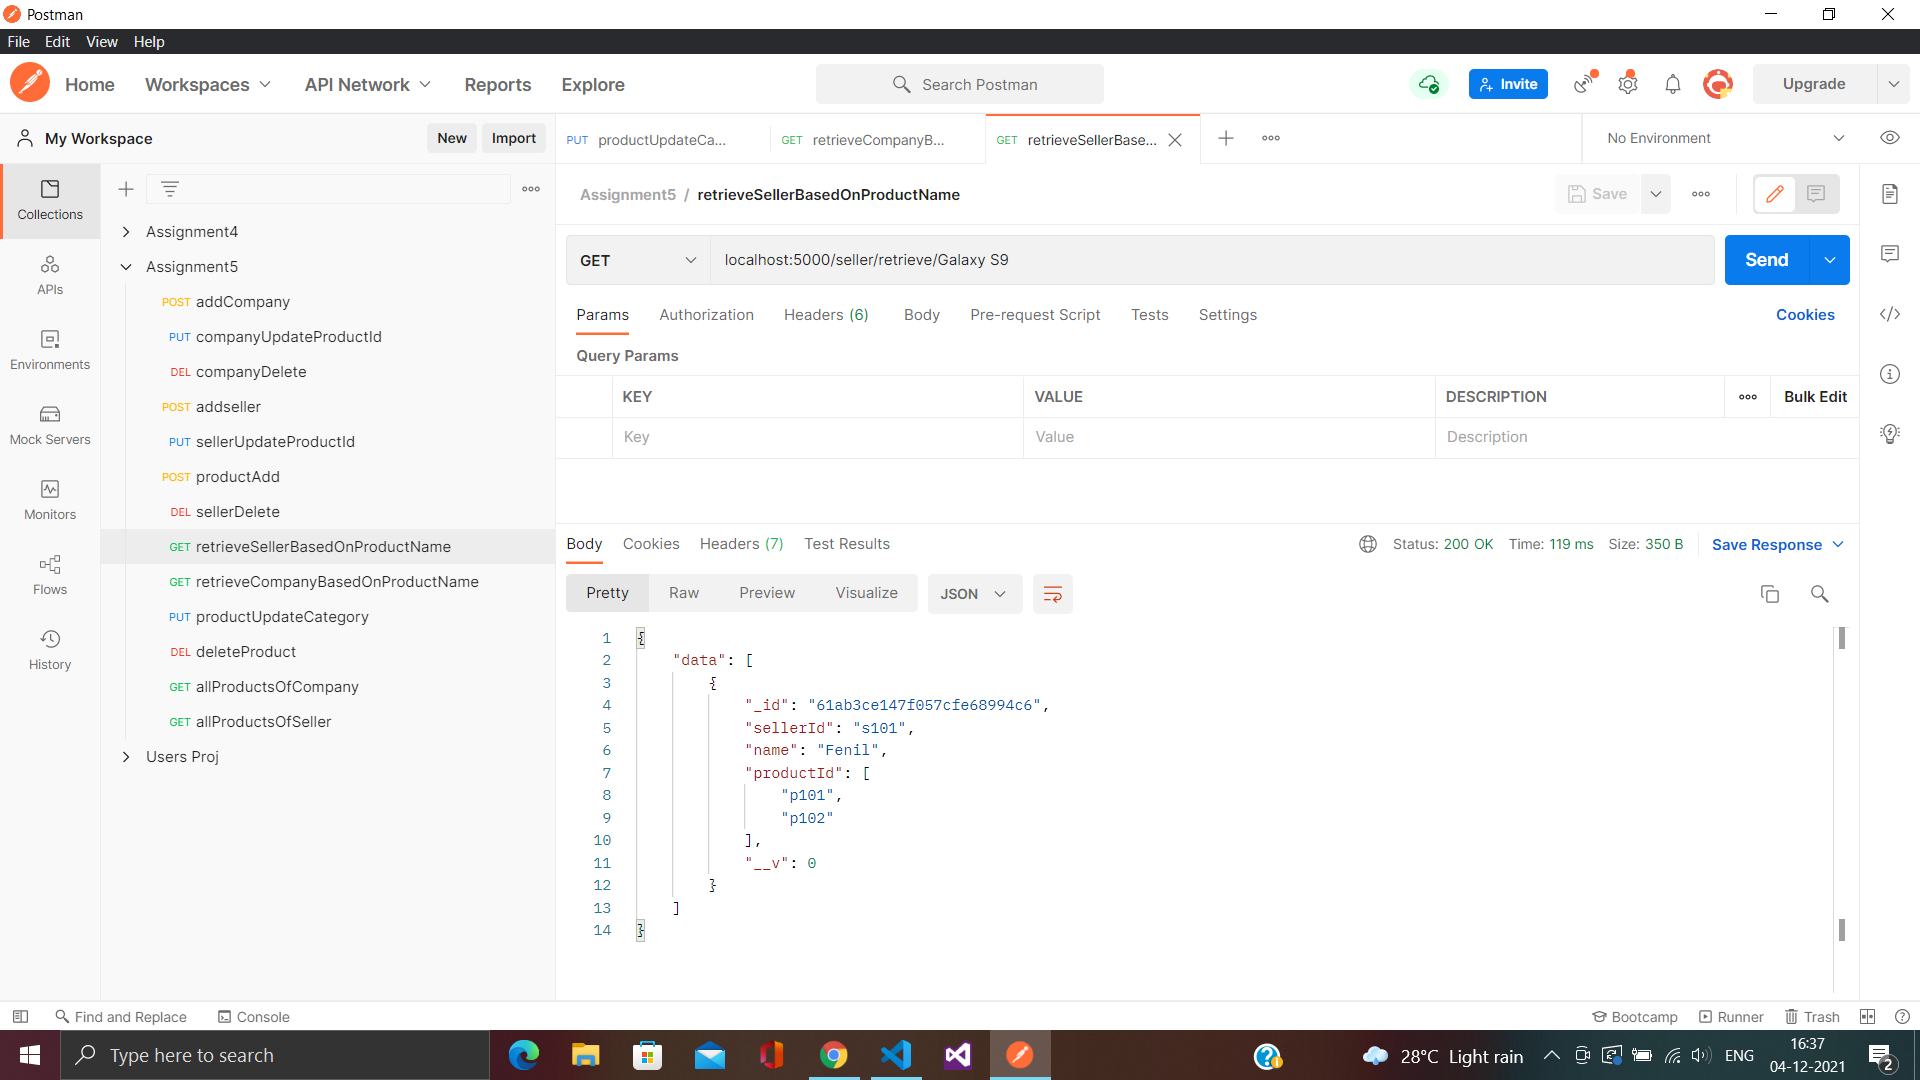 Postman
File Edit View Help
Home Workspaces API Network Reports Explore Search Postman Invite Upgrade
My Workspace New Import PUT productUpdateCa... GET retrieveCompanyB... GET retrieveSellerBase... No Environment
Assignment5 / retrieveSellerBasedOnProductName Save
Collections
APIs
Environments
Mock Servers
Monitors
Flows
History
Assignment4
Assignment5
POST addCompany
PUT companyUpdateProductId
DEL companyDelete
POST addseller
PUT sellerUpdateProductId
POST productAdd
DEL sellerDelete
GET retrieveSellerBasedOnProductName
GET retrieveCompanyBasedOnProductName
PUT productUpdateCategory
DEL deleteProduct
GET allProductsOfCompany
GET allProductsOfSeller
Users Proj
GET localhost:5000/seller/retrieve/Galaxy S9 Send
Params Authorization Headers (6) Body Pre-request Script Tests Settings Cookies
Query Params
KEY VALUE DESCRIPTION Bulk Edit
Key Value Description
Body Cookies Headers (7) Test Results Status: 200 OK Time: 119 ms Size: 350 B Save Response
Pretty Raw Preview Visualize JSON
1 {
2 "data": [
3 {
4 "_id": "61ab3ce147f057cfe68994c6",
5 "sellerId": "s101",
6 "name": "Fenil",
7 "productId": [
8 "p101",
9 "p102"
10 ],
11 "__v": 0
12 }
13 ]
14 }
Find and Replace Console Bootcamp Runner Trash
Type here to search 28°C Light rain ENG 16:37
04-12-2021 2